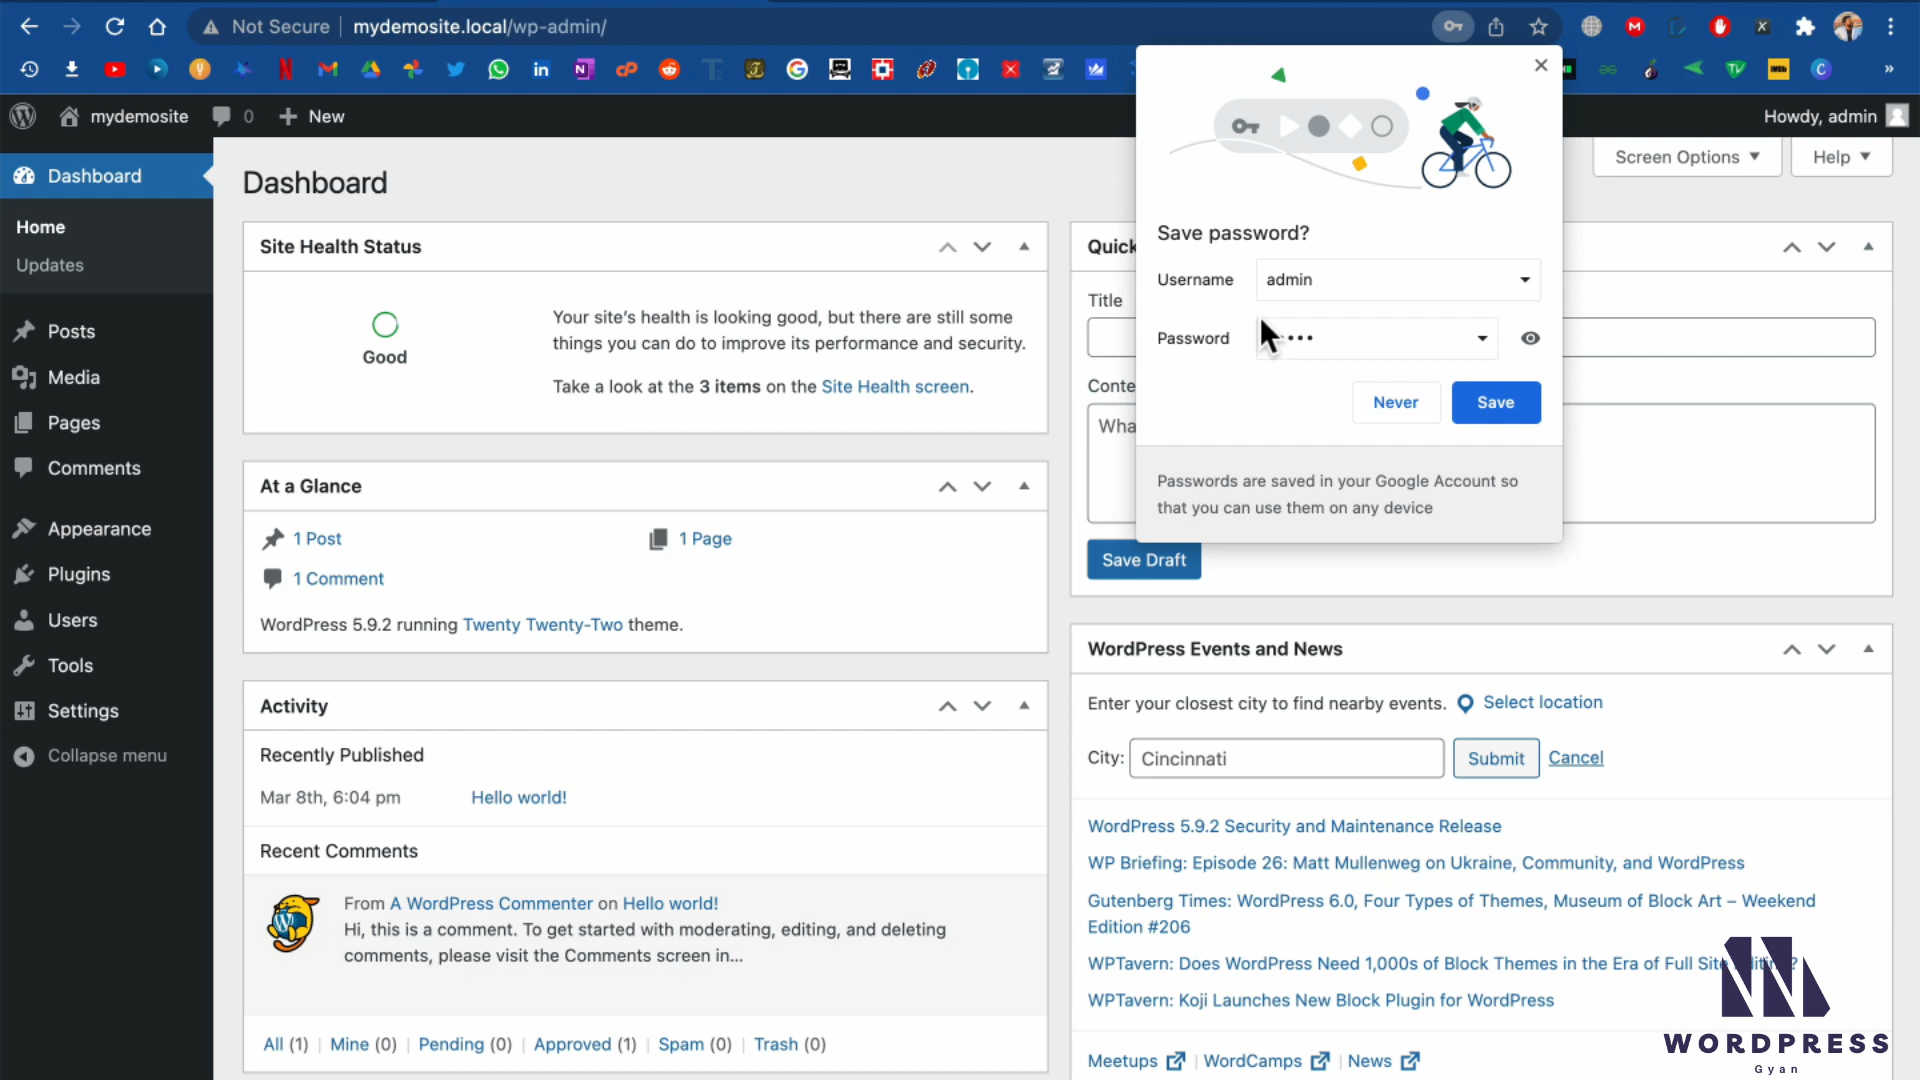 Not Secure
mydemosite.local/wp-admin/
mydemosite
0
New
Howdy, admin
Dashboard
Home
Updates
Posts
Media
Pages
Comments
Appearance
Plugins
Users
Tools
Settings
Collapse menu
Dashboard
Screen Options
Help
Site Health Status
Good
Your site's health is looking good, but there are still some
things you can do to improve its performance and security.
Take a look at the 3 items on the Site Health screen.
At a Glance
1 Post
1 Page
1 Comment
WordPress 5.9.2 running Twenty Twenty-Two theme.
Activity
Recently Published
Mar 8th, 6:04 pm
Hello world!
Recent Comments
From A WordPress Commenter on Hello world!
Hi, this is a comment. To get started with moderating, editing, and deleting
comments, please visit the Comments screen in...
All (1) | Mine (0) | Pending (0) | Approved (1) | Spam (0) | Trash (0)
Save password?
Username
admin
Password
Never
Save
Passwords are saved in your Google Account so
that you can use them on any device
Quick
Title
Conte
Wha
Save Draft
WordPress Events and News
Enter your closest city to find nearby events.
Select location
City:
Cincinnati
Submit
Cancel
WordPress 5.9.2 Security and Maintenance Release
WP Briefing: Episode 26: Matt Mullenweg on Ukraine, Community, and WordPress
Gutenberg Times: WordPress 6.0, Four Types of Themes, Museum of Block Art – Weekend
Edition #206
WPTavern: Does WordPress Need 1,000s of Block Themes in the Era of Full Site
WPTavern: Koji Launches New Block Plugin for WordPress
Meetups | WordCamps | News
WORDPRESS
Gyan